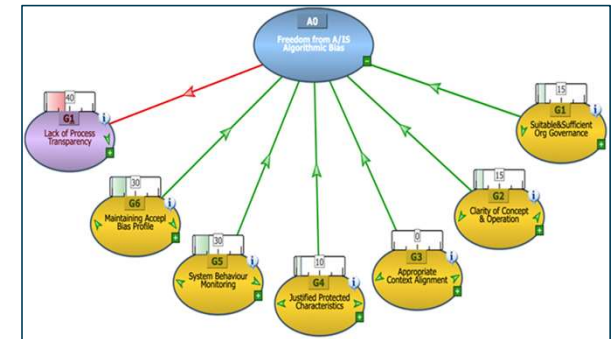 A0
Freedom from A/IS
Algorithmic Bias
40
G1
Lack of Process
Transparency
15
G1
Suitable&Sufficient
Org Governance
30
G6
Maintaining Accepl
Bias Profile
15
G2
Clarity of Concept
& Operation
30
G5
System Behaviour
Monitoring
10
G4
Justified Protected
Characteristics
0
G3
Appropriate
Context Alignment